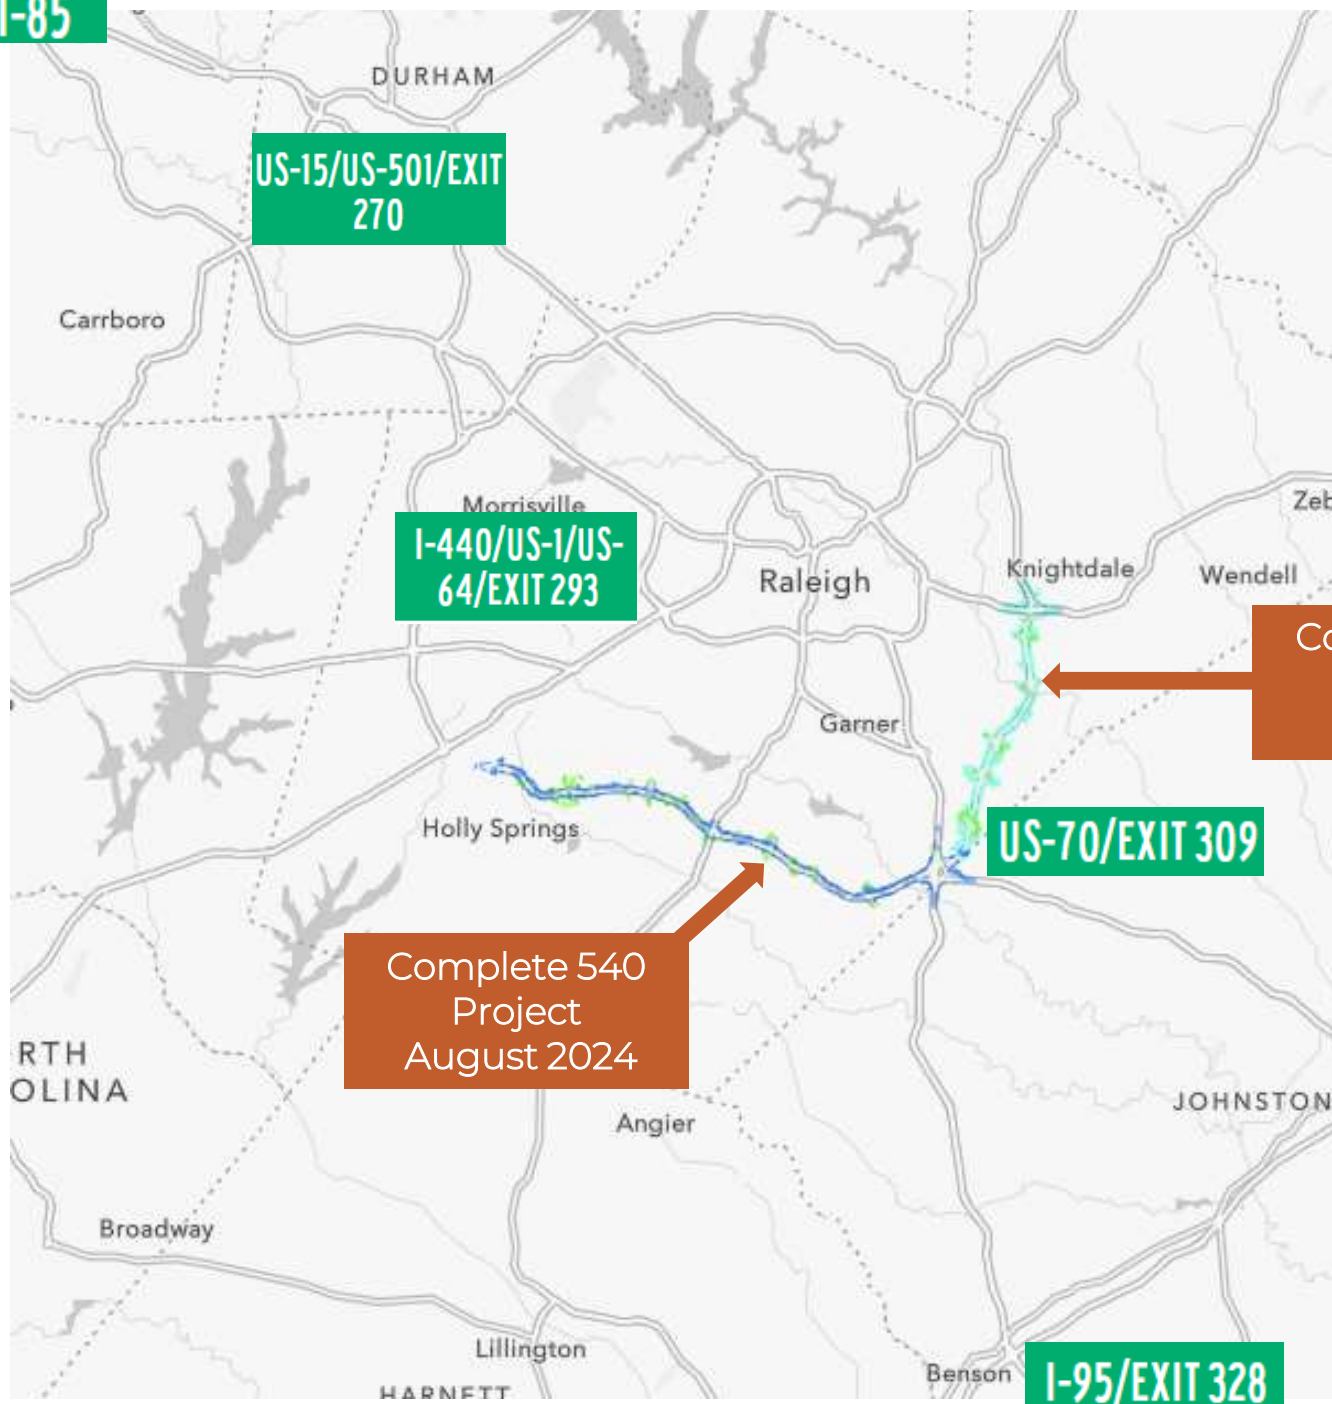 I-85
DURHAM
US-15/US-501/EXIT
270
Carrboro
Morrisville
I-440/US-1/US-
64/EXIT 293
Raleigh
Knightdale
Wendell
Zeb
Co
Garner
Holly Springs
US-70/EXIT 309
Complete 540
Project
August 2024
RTH
OLINA
Angier
JOHNSTON
Broadway
Lillington
HARNETT
Benson
I-95/EXIT 328